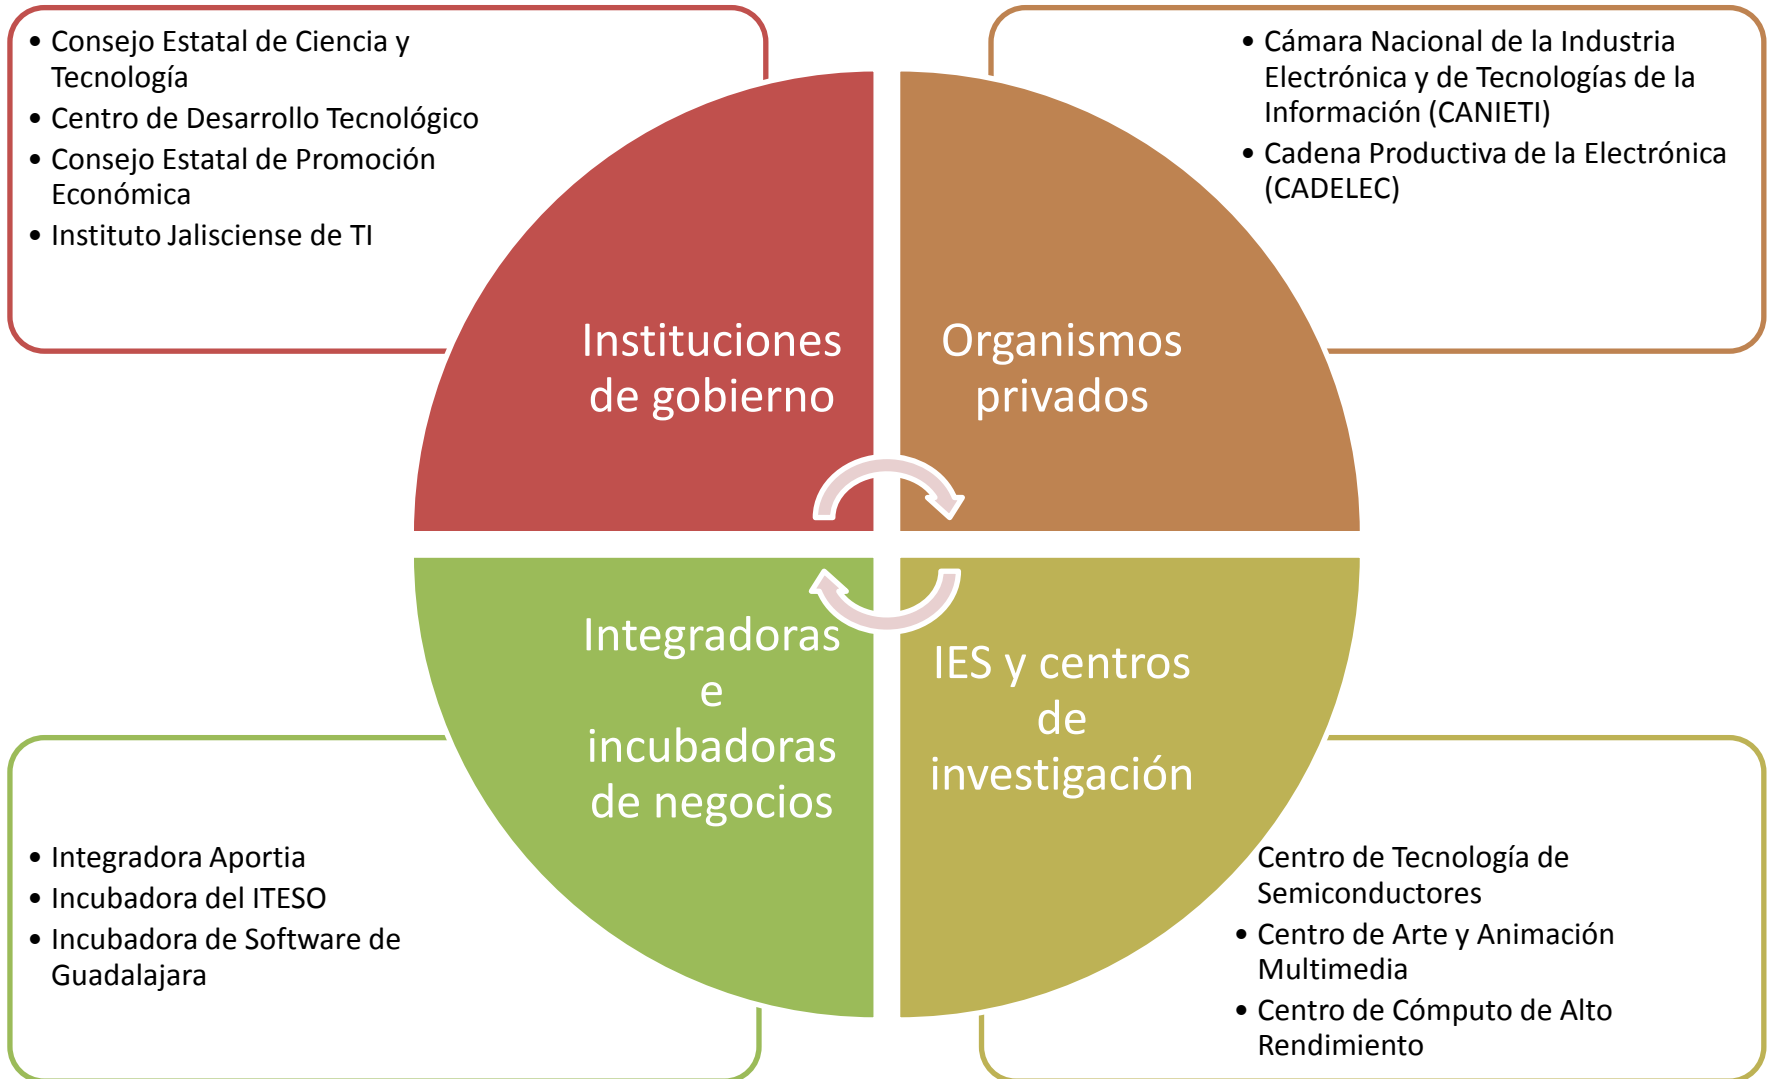 • Consejo Estatal de Ciencia y
Tecnología
• Centro de Desarrollo Tecnológico
• Consejo Estatal de Promoción
Económica
• Instituto Jalisciense de TI
• Cámara Nacional de la Industria
Electrónica y de Tecnologías de la
Información (CANIETI)
• Cadena Productiva de la Electrónica
(CADELEC)
Instituciones
de gobierno
Organismos
privados
Integradoras
e
incubadoras
de negocios
IES y centros
de
investigación
• Integradora Aportia
• Incubadora del ITESO
• Incubadora de Software de
Guadalajara
Centro de Tecnología de
Semiconductores
• Centro de Arte y Animación
Multimedia
• Centro de Cómputo de Alto
Rendimiento